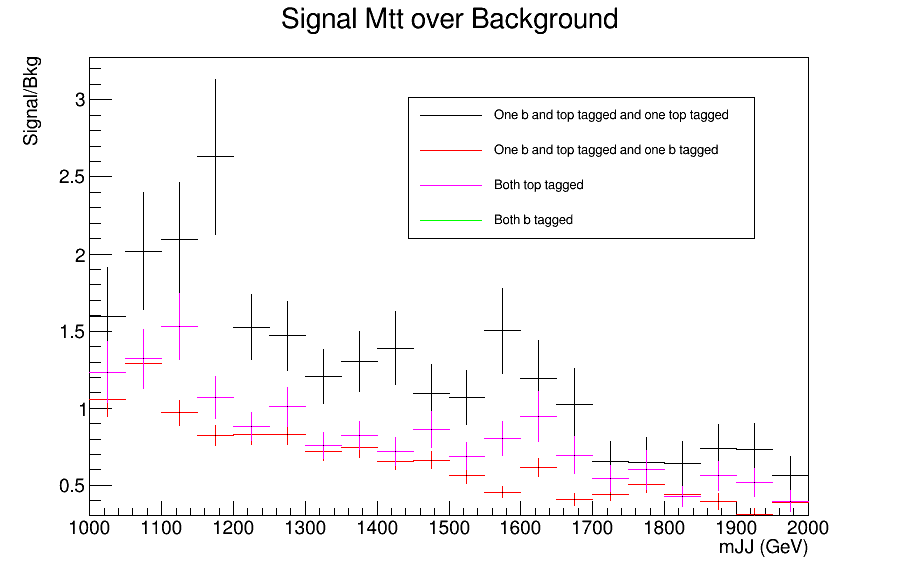 Signal Mtt over Background
Signal/Bkg
3
2.5
2
1.5
1
0.5
One b and top tagged and one top tagged
One b and top tagged and one b tagged
Both top tagged
Both b tagged
1000 1100 1200 1300 1400 1500 1600 1700 1800 1900 2000
mJJ (GeV)